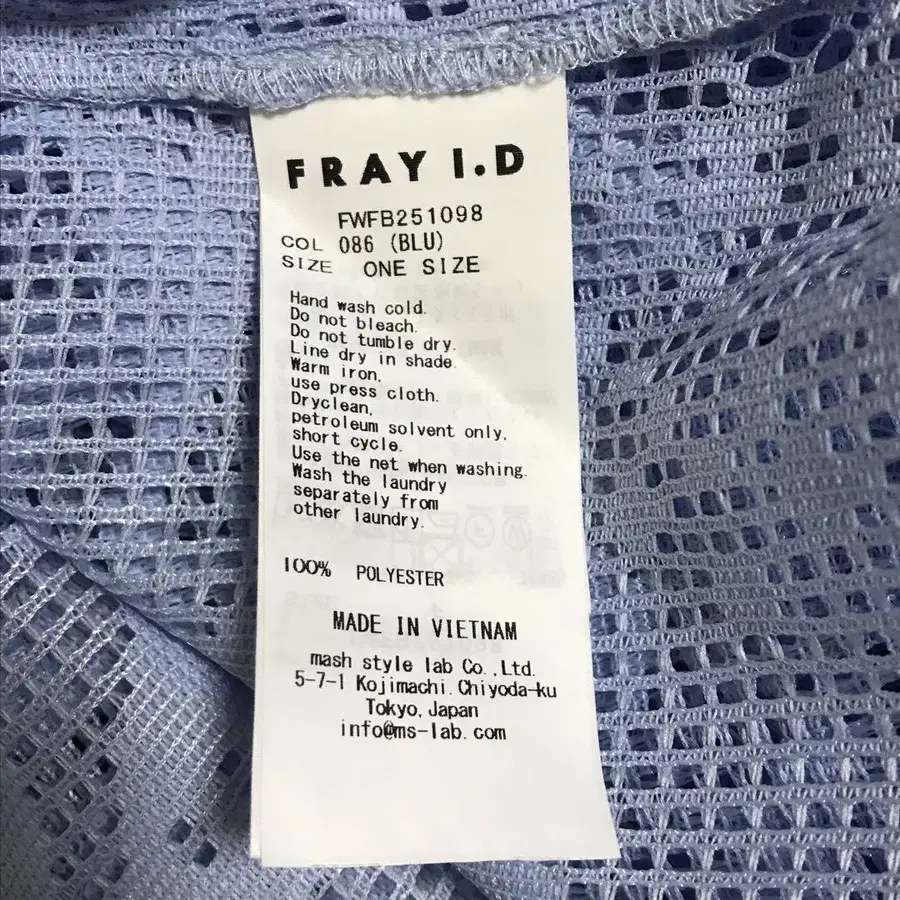 FRAY I.D
FWFB251098
COL 086 (BLU)
SIZE ONE SIZE
Hand wash cold.
Do not bleach.
Do not tumble dry.
Line dry in shade.
Warm iron,
use press cloth.
Dryclean,
petroleum solvent only,
short cycle.
Use the net when washing.
Wash the laundry
separately from
other laundry.
100% POLYESTER
MADE IN VIETNAM
mash style lab Co.,Ltd.
5-7-1 Kojimachi.Chiyoda-ku
Tokyo,Japan
info@ms-lab.com